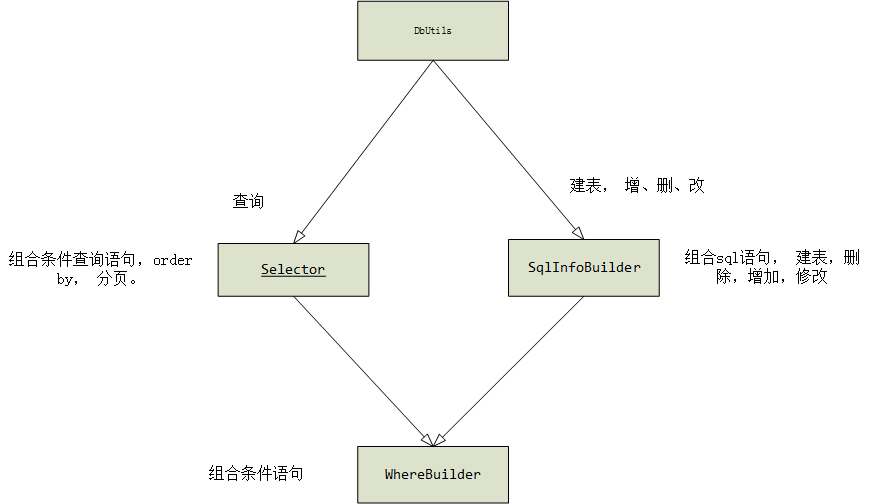 DbUtils
查询
建表， 增、删、改
组合条件查询语句，order
by， 分页。
Selector
SqlInfoBuilder
组合sql语句， 建表，删
除，增加，修改
组合条件语句
WhereBuilder